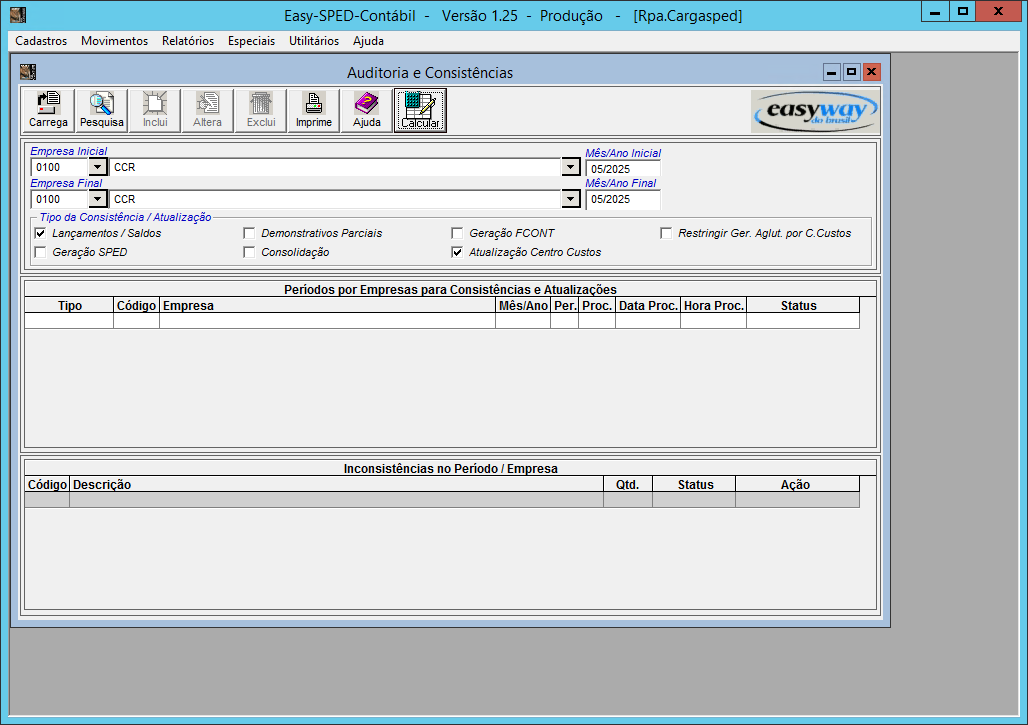 Easy-SPED-Contábil - Versão 1.25 - Produção - [Rpa.Cargasped]
Cadastros Movimentos Relatórios Especiais Utilitários Ajuda
Auditoria e Consistências
Carrega Pesquisa Inclui Altera Exclui Imprime Ajuda Calcular
easyway do brasil
Empresa Inicial Mês/Ano Inicial
0100 CCR 05/2025
Empresa Final Mês/Ano Final
0100 CCR 05/2025
Tipo da Consistência / Atualização
Lançamentos / Saldos Demonstrativos Parciais Geração FCONT Restringir Ger. Aglut. por C.Custos
Geração SPED Consolidação Atualização Centro Custos
Períodos por Empresas para Consistências e Atualizações
Tipo Código Empresa Mês/Ano Per. Proc. Data Proc. Hora Proc. Status
Inconsistências no Período / Empresa
Código Descrição Qtd. Status Ação